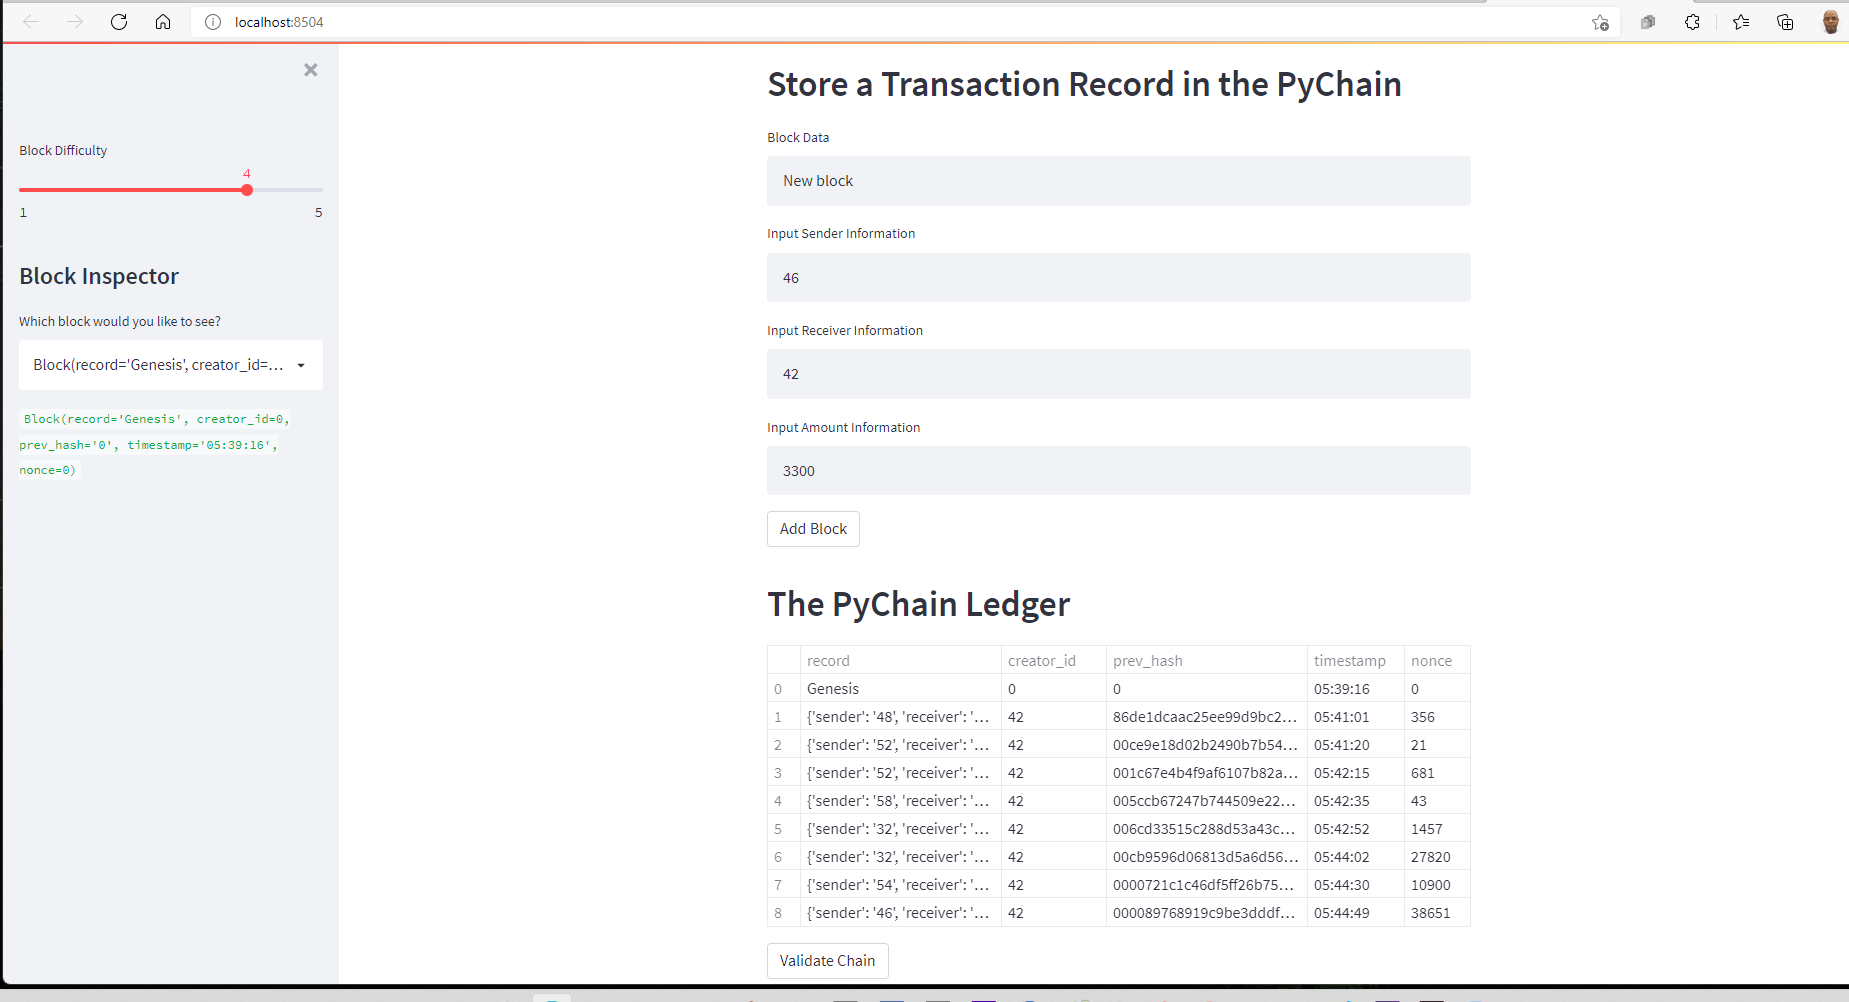 localhost:8504
Block Difficulty
4
1 5
Block Inspector
Which block would you like to see?
Block(record='Genesis', creator_id=...
Block(record='Genesis', creator_id=0,
prev_hash='0', timestamp='05:39:16',
nonce=0)
Store a Transaction Record in the PyChain
Block Data
New block
Input Sender Information
46
Input Receiver Information
42
Input Amount Information
3300
Add Block
The PyChain Ledger
record creator_id prev_hash timestamp nonce
0 Genesis 0 0 05:39:16 0
1 {'sender': '48', 'receiver': '... 42 86de1dcaac25ee99d9bc2... 05:41:01 356
2 {'sender': '52', 'receiver': '... 42 00ce9e18d02b2490b7b54... 05:41:20 21
3 {'sender': '52', 'receiver': '... 42 001c67e4b4f9af6107b82a... 05:42:15 681
4 {'sender': '58', 'receiver': '... 42 005ccb67247b744509e22... 05:42:35 43
5 {'sender': '32', 'receiver': '... 42 006cd33515c288d53a43c... 05:42:52 1457
6 {'sender': '32', 'receiver': '... 42 00cb9596d06813d5a6d56... 05:44:02 27820
7 {'sender': '54', 'receiver': '... 42 0000721c1c46df5ff26b75... 05:44:30 10900
8 {'sender': '46', 'receiver': '... 42 000089768919c9be3dddf... 05:44:49 38651
Validate Chain